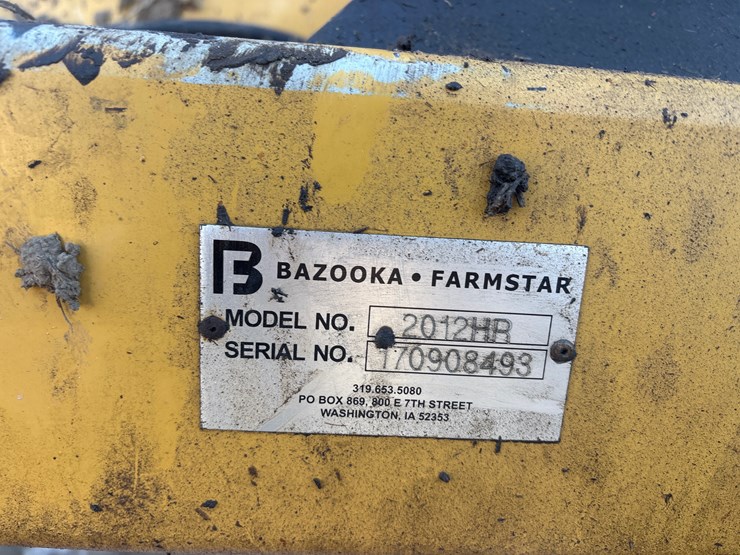 B BAZOOKA • FARMSTAR
MODEL NO. 2012HR
SERIAL NO. 170908493
319.653.5080
PO BOX 869, 800 E 7TH STREET
WASHINGTON, IA 52353